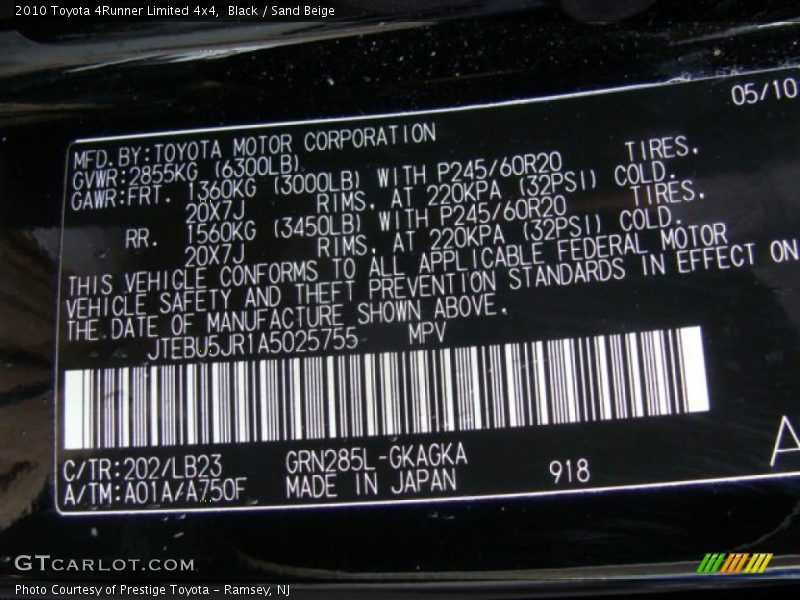 2010 Toyota 4Runner Limited 4x4, Black / Sand Beige
05/10
MFD.BY:TOYOTA MOTOR CORPORATION
GVWR:2855KG (6300LB)
GAWR:FRT. 1360KG (3000LB) WITH P245/60R20 TIRES.
20X7J RIMS. AT 220KPA (32PSI) COLD.
RR. 1560KG (3450LB) WITH P245/60R20 TIRES.
20X7J RIMS. AT 220KPA (32PSI) COLD.
THIS VEHICLE CONFORMS TO ALL APPLICABLE FEDERAL MOTOR
VEHICLE SAFETY AND THEFT PREVENTION STANDARDS IN EFFECT ON
THE DATE OF MANUFACTURE SHOWN ABOVE.
JTEBU5JR1A5025755 MPV
C/TR:202/LB23 GRN285L-GKAGKA 918 A
A/TM:A01A/A750F MADE IN JAPAN
GTCARLOT.COM
Photo Courtesy of Prestige Toyota - Ramsey, NJ